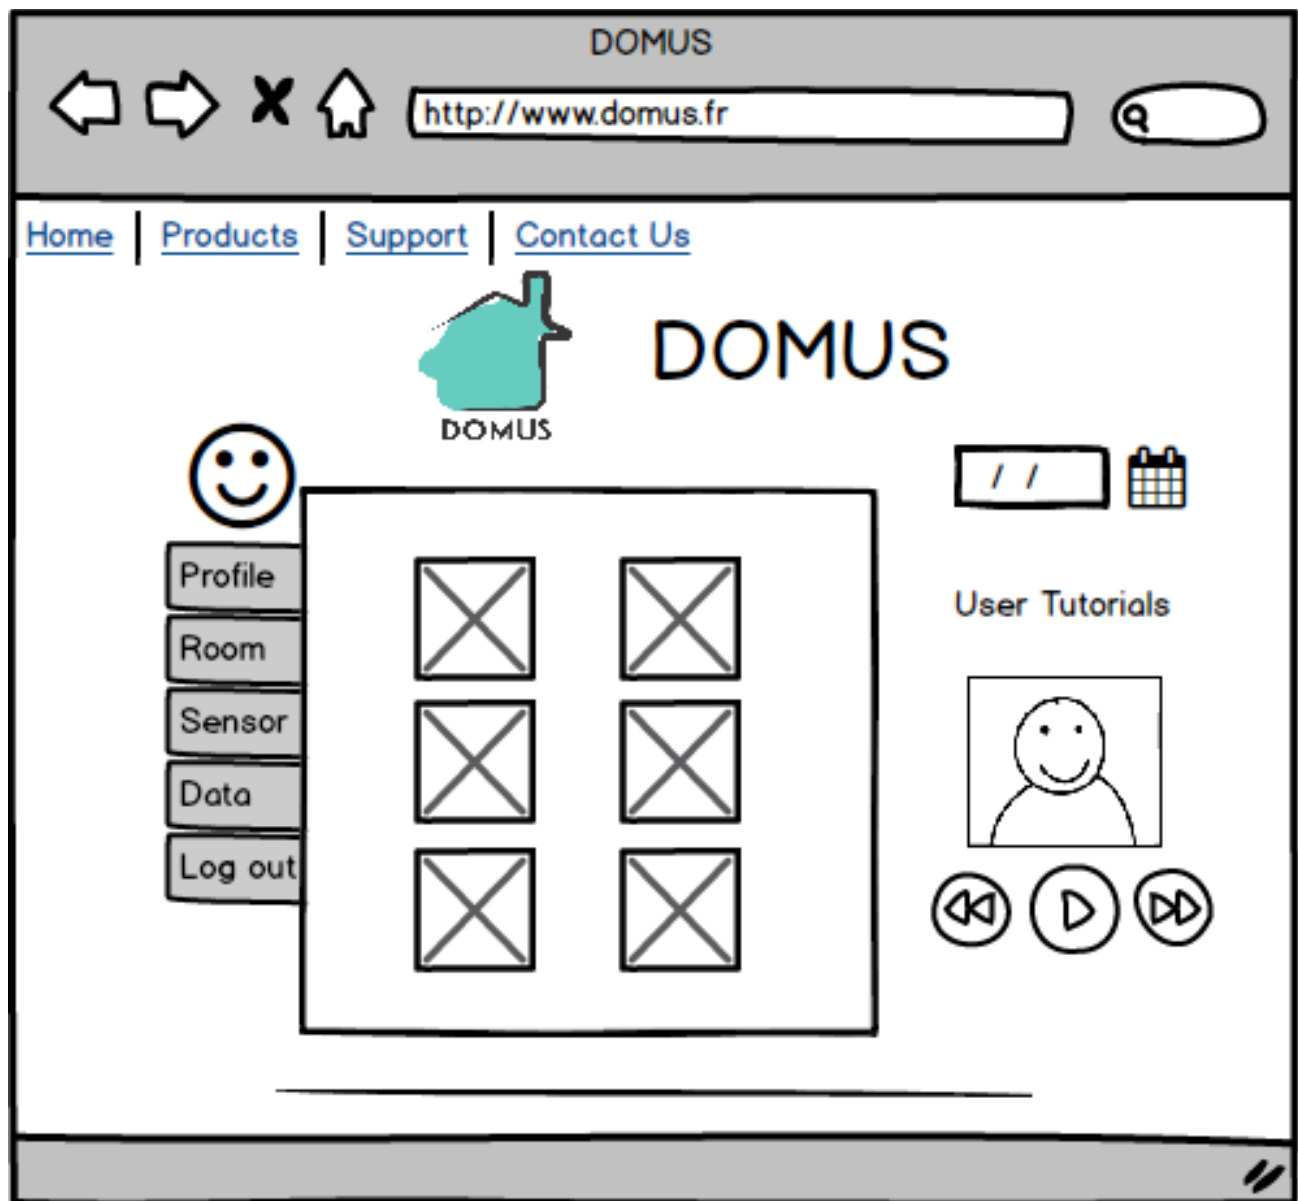 DOMUS
http://www.domus.fr
Home Products Support Contact Us
DOMUS
DOMUS
/ /
Profile
Room
Sensor
Data
Log out
User Tutorials